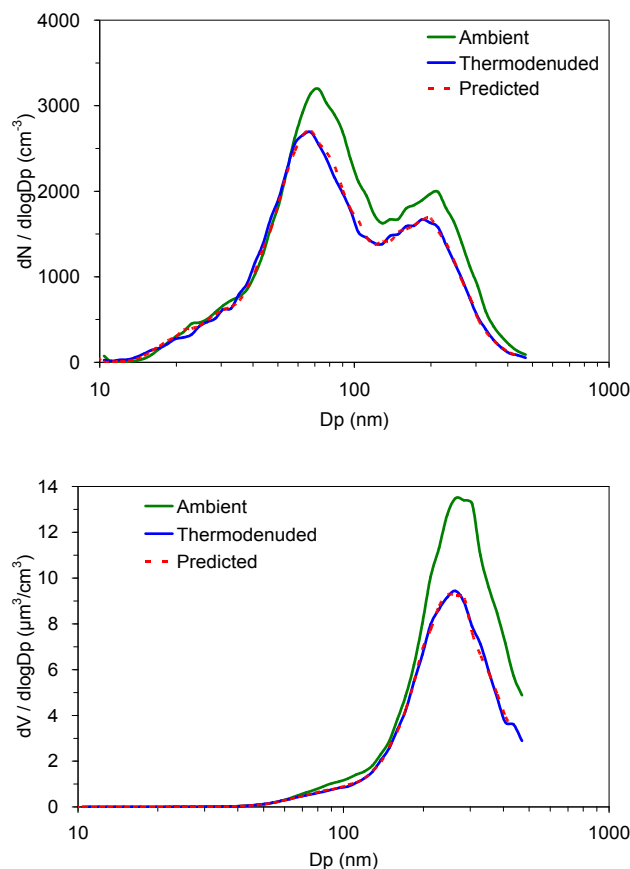 4000
3000
2000
1000
0
dN / dlogDp (cm-3)
Ambient
Thermodenuded
Predicted
10
100
1000
Dp (nm)
14
12
10
8
6
4
2
0
dV / dlogDp (µm³/cm³)
Ambient
Thermodenuded
Predicted
10
100
1000
Dp (nm)